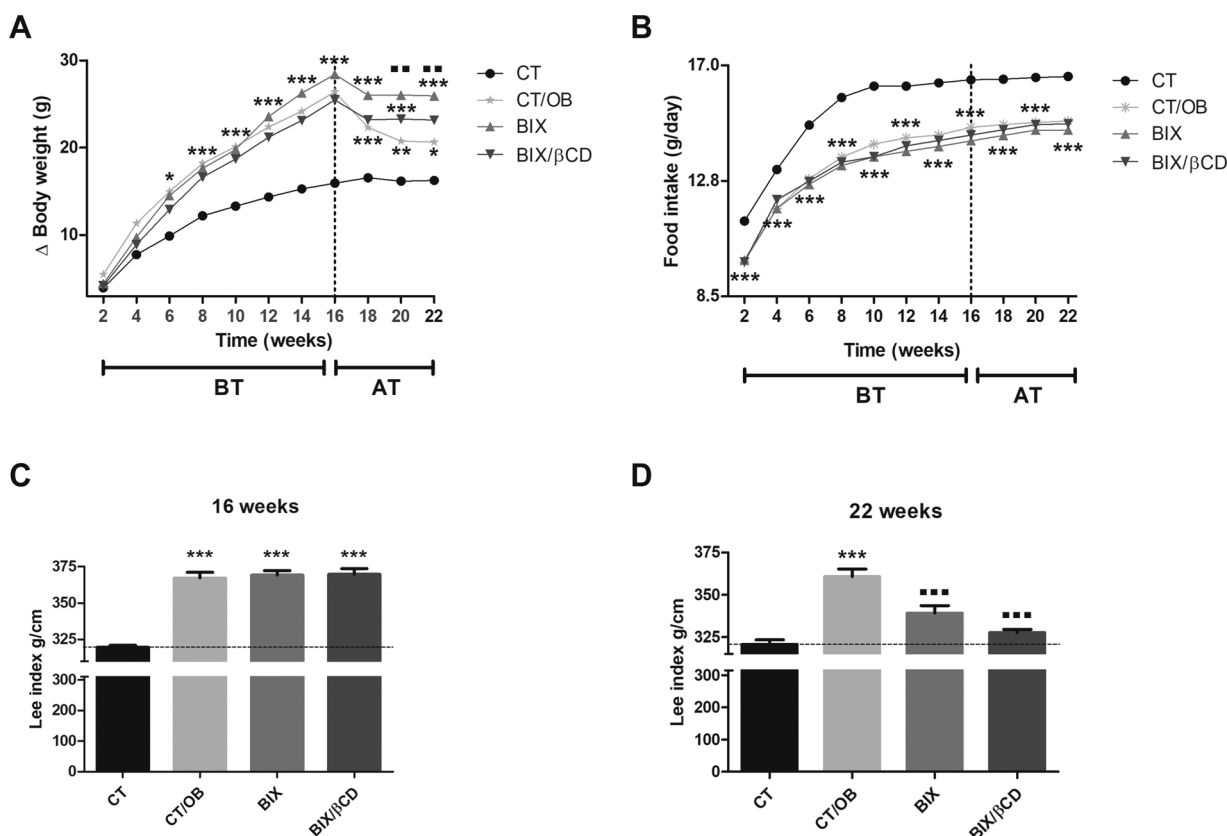 A
Δ Body weight (g)
30
20
10
*
***
***
***
***
***
***
***
***
***
**
*
▪▪
▪▪
2 4 6 8 10 12 14 16 18 20 22
Time (weeks)
BT
AT
CT
CT/OB
BIX
BIX/βCD
B
Food intake (g/day)
17.0
12.8
8.5
***
***
***
***
***
***
***
***
***
***
***
2 4 6 8 10 12 14 16 18 20 22
Time (weeks)
BT
AT
CT
CT/OB
BIX
BIX/βCD
C
16 weeks
Lee index g/cm
375
350
325
300
200
100
0
*** *** ***
CT
CT/OB
BIX
BIX/βCD
D
22 weeks
Lee index g/cm
375
350
325
300
200
100
0
***
▪▪▪
▪▪▪
CT
CT/OB
BIX
BIX/βCD